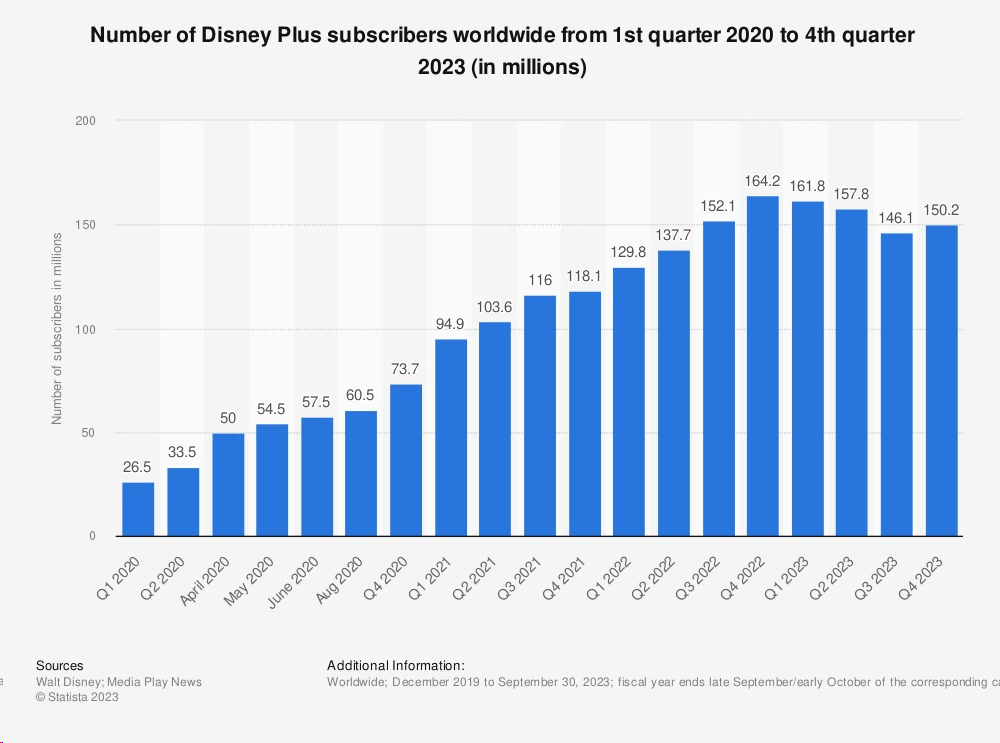 Number of Disney Plus subscribers worldwide from 1st quarter 2020 to 4th quarter
2023 (in millions)
200
150
100
50
0
Number of subscribers in millions
26.5
33.5
50
54.5
57.5
60.5
73.7
94.9
103.6
116
118.1
129.8
137.7
152.1
164.2
161.8
157.8
146.1
150.2
Q1 2020
Q2 2020
April 2020
May 2020
June 2020
Aug 2020
Q4 2020
Q1 2021
Q2 2021
Q3 2021
Q4 2021
Q1 2022
Q2 2022
Q3 2022
Q4 2022
Q1 2023
Q2 2023
Q3 2023
Q4 2023
Sources
Walt Disney; Media Play News
© Statista 2023
Additional Information:
Worldwide; December 2019 to September 30, 2023; fiscal year ends late September/early October of the corresponding